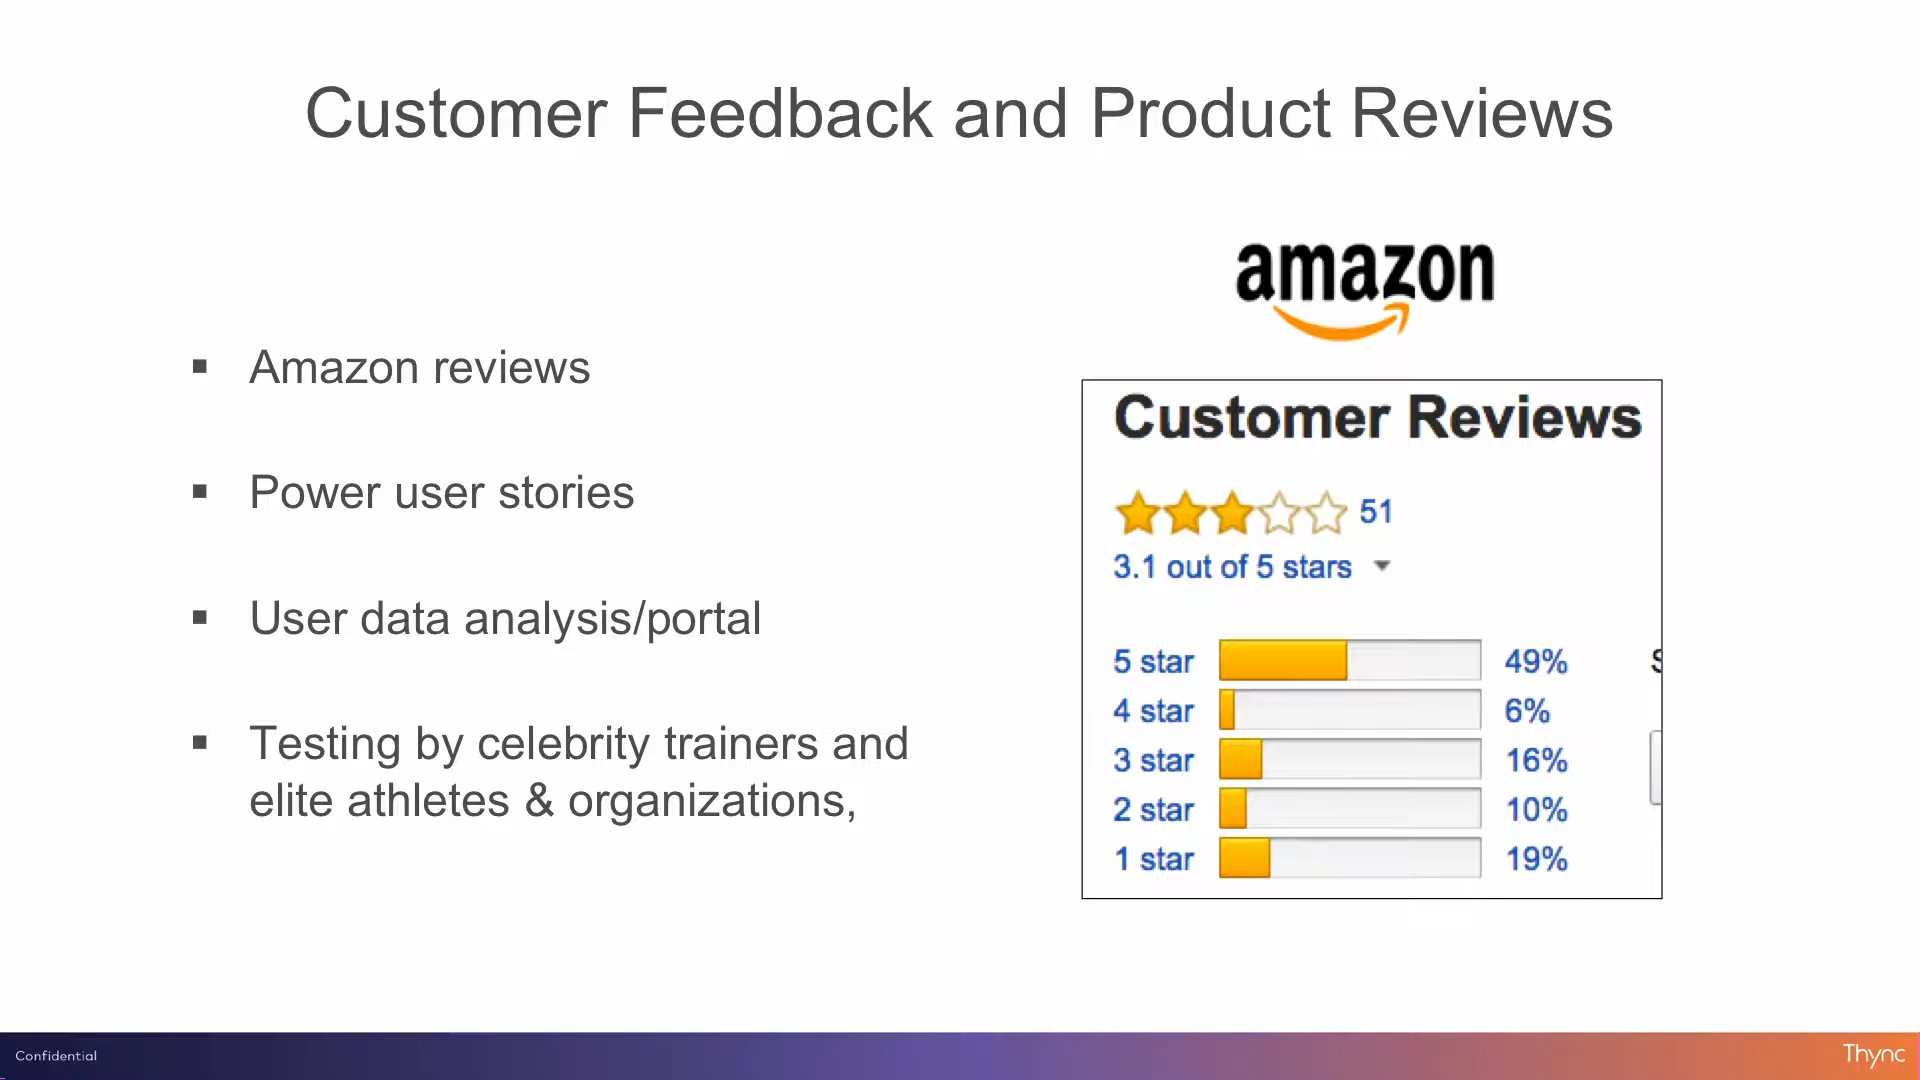 Customer Feedback and Product Reviews
amazon
▪ Amazon reviews
▪ Power user stories
▪ User data analysis/portal
▪ Testing by celebrity trainers and
elite athletes & organizations,
Customer Reviews
51
3.1 out of 5 stars
5 star 49%
4 star 6%
3 star 16%
2 star 10%
1 star 19%
Confidential
Thync